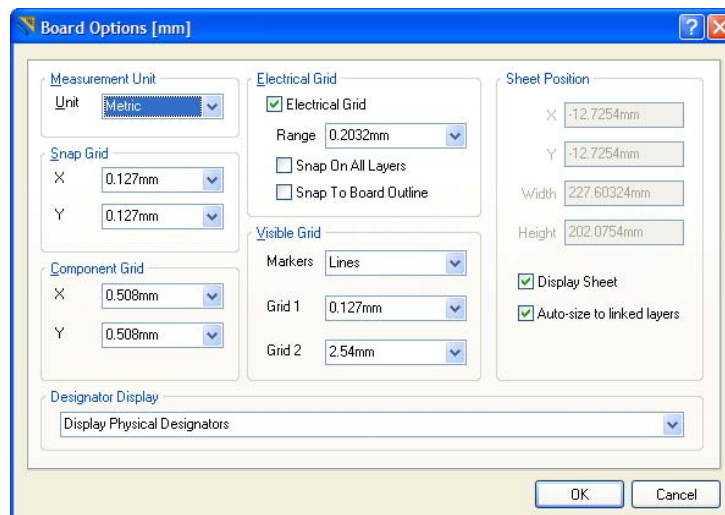 Board Options [mm]
Measurement Unit
Unit Metric
Snap Grid
X 0.127mm
Y 0.127mm
Component Grid
X 0.508mm
Y 0.508mm
Electrical Grid
Electrical Grid
Range 0.2032mm
Snap On All Layers
Snap To Board Outline
Visible Grid
Markers Lines
Grid 1 0.127mm
Grid 2 2.54mm
Sheet Position
X -12.7254mm
Y -12.7254mm
Width 227.60324mm
Height 202.0754mm
Display Sheet
Auto-size to linked layers
Designator Display
Display Physical Designators
OK Cancel